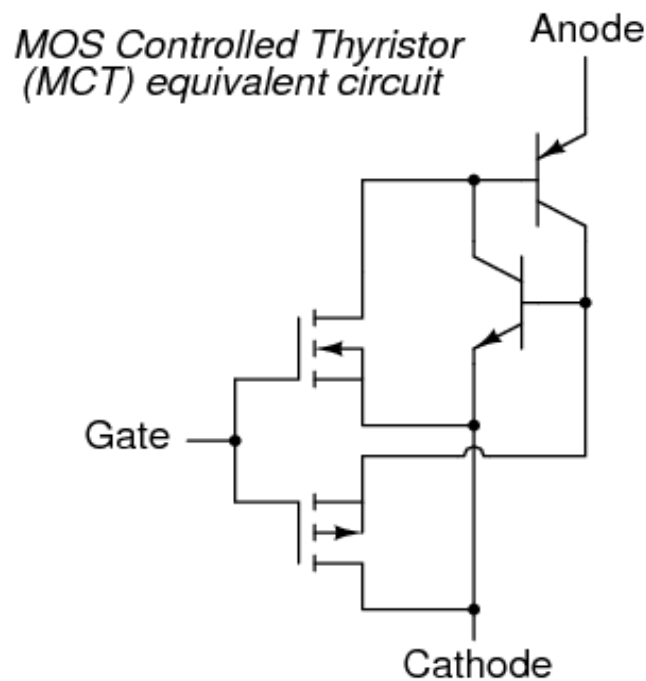 MOS Controlled Thyristor
(MCT) equivalent circuit
Anode
Gate
Cathode